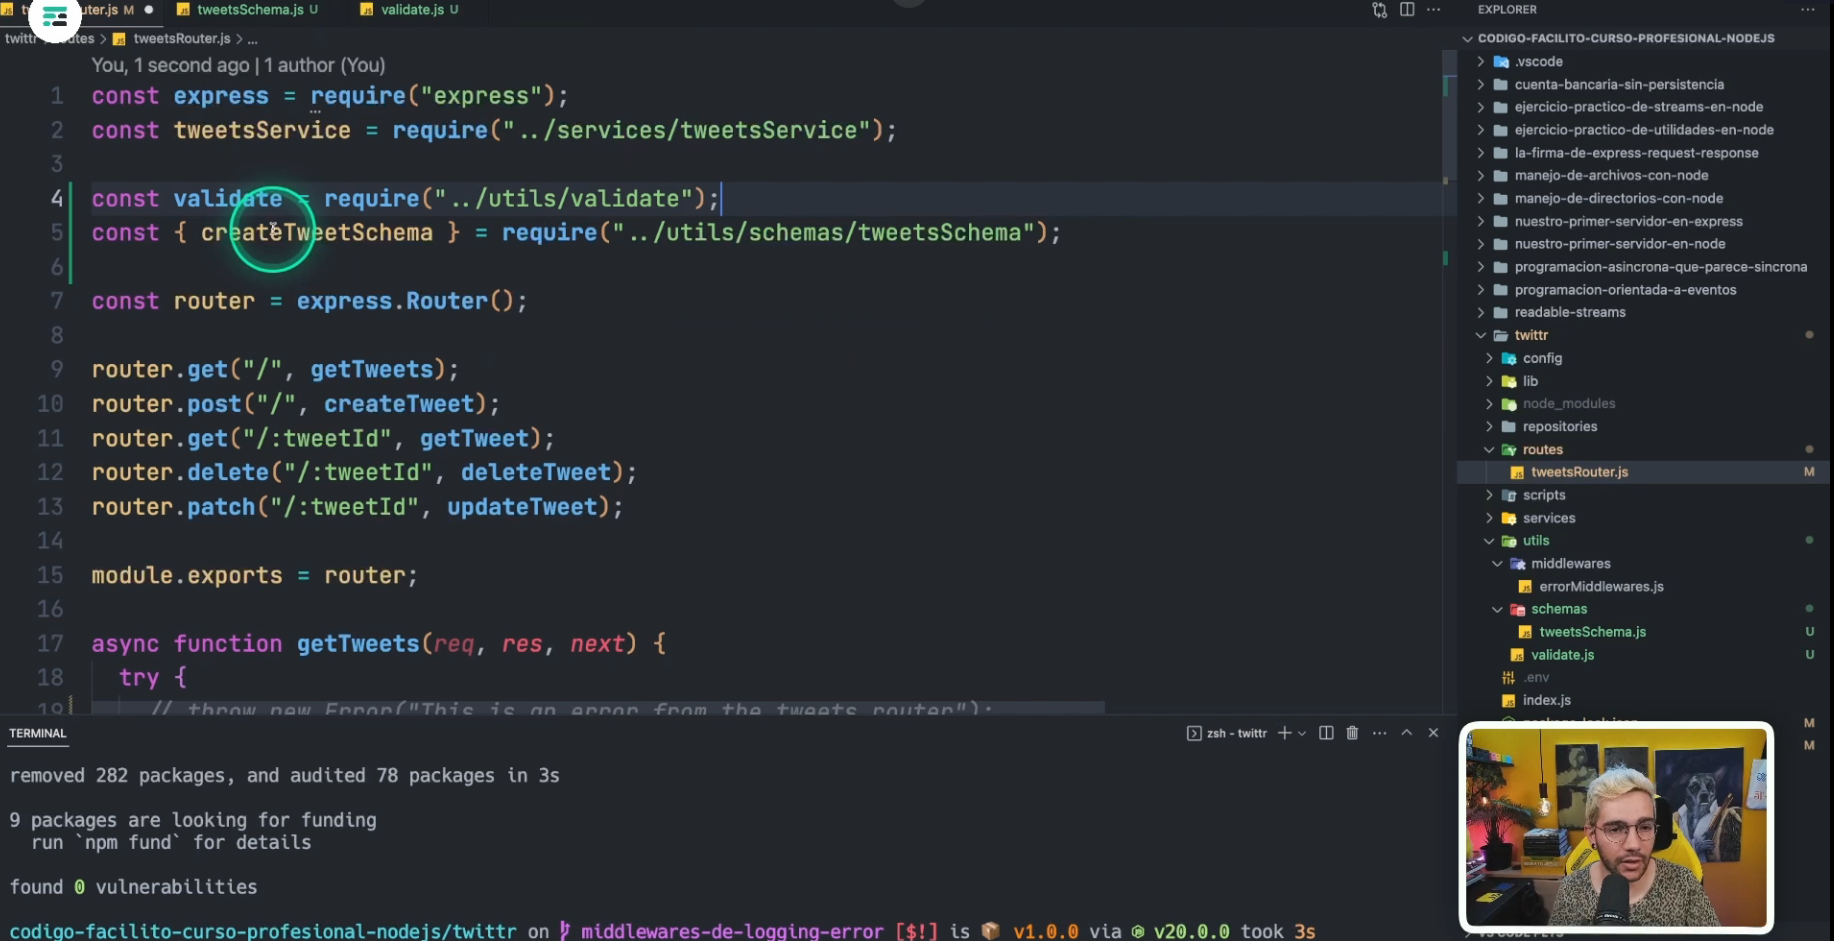 uter.js M
tweetsSchema.js U
validate.js U
twittr
tweetsRouter.js > ...
You, 1 second ago | 1 author (You)
1 const express = require("express");
2 const tweetsService = require("../services/tweetsService");
3
4 const validate = require("../utils/validate");
5 const { createTweetSchema } = require("../utils/schemas/tweetsSchema");
6
7 const router = express.Router();
8
9 router.get("/", getTweets);
10 router.post("/", createTweet);
11 router.get("/:tweetId", getTweet);
12 router.delete("/:tweetId", deleteTweet);
13 router.patch("/:tweetId", updateTweet);
14
15 module.exports = router;
16
17 async function getTweets(req, res, next) {
18 try {
19 // throw new Error("This is an error from the tweets router");
TERMINAL
zsh - twittr
removed 282 packages, and audited 78 packages in 3s
9 packages are looking for funding
run `npm fund` for details
found 0 vulnerabilities
codigo-facilito-curso-profesional-nodejs/twittr on middlewares-de-logging-error [$!] is v1.0.0 via v20.0.0 took 3s
EXPLORER
CODIGO-FACILITO-CURSO-PROFESIONAL-NODEJS
.vscode
cuenta-bancaria-sin-persistencia
ejercicio-practico-de-streams-en-node
ejercicio-practico-de-utilidades-en-node
la-firma-de-express-request-response
manejo-de-archivos-con-node
manejo-de-directorios-con-node
nuestro-primer-servidor-en-express
nuestro-primer-servidor-en-node
programacion-asincrona-que-parece-sincrona
programacion-orientada-a-eventos
readable-streams
twittr
config
lib
node_modules
repositories
routes
tweetsRouter.js M
scripts
services
utils
middlewares
errorMiddlewares.js
schemas
tweetsSchema.js U
validate.js U
.env
index.js
M
M